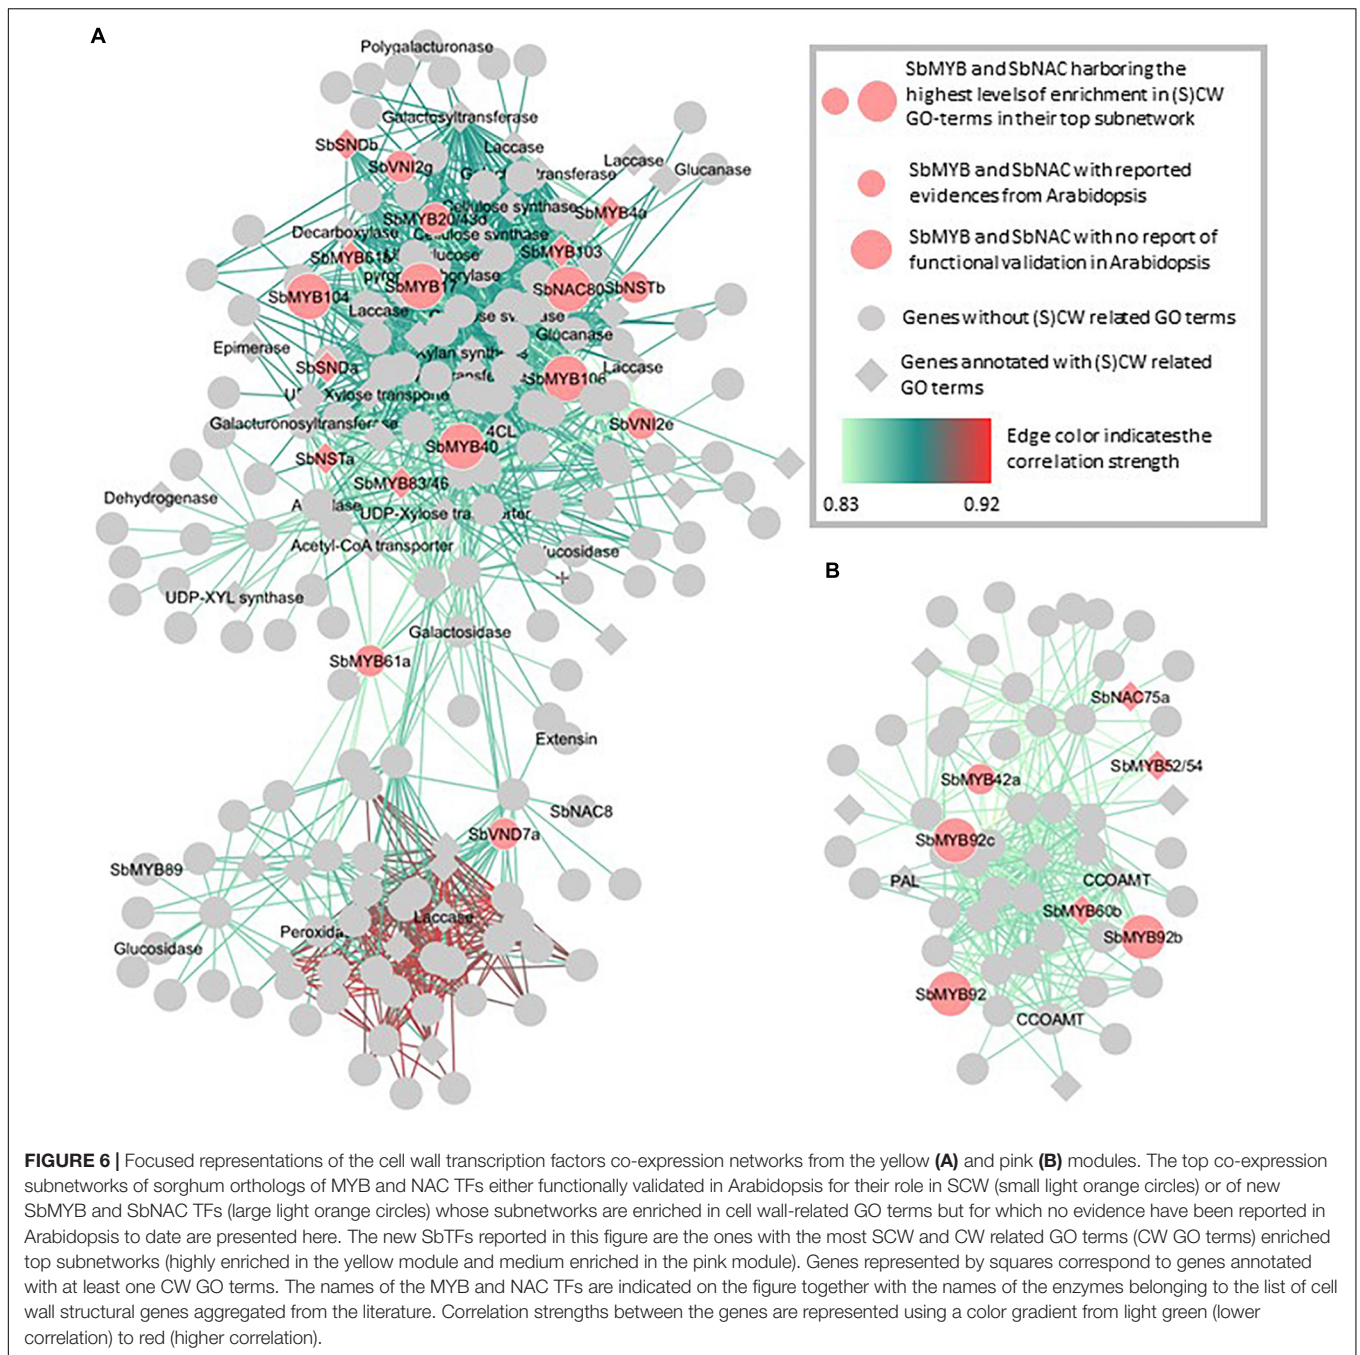 A
Polygalacturonase
Galactosyltransferase
SbSNDb
Laccase
SbVNI2g
Laccase
Glucanase
transferase
Cellulose synthase
SbMYB4a
SbMYB20/43d
Decarboxylase
Cellulose synthase
SbMYB103
SbMYB61b
SbMYB17
SbNAC80
SbNSTb
SbMYB104
Laccase
Glucanase
Epimerase
SbSNDa
Laccase
SbMYB106
Xylose transporte
Galacturonosyltransferase
SbVNI2e
4CL
SbMYB40
SbNSTa
SbMYB83/46
Dehydrogenase
UDP-Xylose tra
rter
Acetyl-CoA transporter
ucosidase
UDP-XYL synthase
Galactosidase
SbMYB61a
Extensin
SbNAC8
SbVND7a
SbMYB89
Laccase
Peroxida
Glucosidase
SbMYB and SbNAC harboring the
highest levels of enrichment in (S)CW
GO-terms in their top subnetwork
SbMYB and SbNAC with reported
evidences from Arabidopsis
SbMYB and SbNAC with no report of
functional validation in Arabidopsis
Genes without (S)CW related GO terms
Genes annotated with (S)CW related
GO terms
Edge color indicates the
correlation strength
0.83 0.92
B
SbNAC75a
SbMYB52/54
SbMYB42a
SbMYB92c
PAL
CCOAMT
SbMYB60b
SbMYB92b
SbMYB92
CCOAMT
FIGURE 6 | Focused representations of the cell wall transcription factors co-expression networks from the yellow (A) and pink (B) modules. The top co-expression
subnetworks of sorghum orthologs of MYB and NAC TFs either functionally validated in Arabidopsis for their role in SCW (small light orange circles) or of new
SbMYB and SbNAC TFs (large light orange circles) whose subnetworks are enriched in cell wall-related GO terms but for which no evidence have been reported in
Arabidopsis to date are presented here. The new SbTFs reported in this figure are the ones with the most SCW and CW related GO terms (CW GO terms) enriched
top subnetworks (highly enriched in the yellow module and medium enriched in the pink module). Genes represented by squares correspond to genes annotated
with at least one CW GO terms. The names of the MYB and NAC TFs are indicated on the figure together with the names of the enzymes belonging to the list of cell
wall structural genes aggregated from the literature. Correlation strengths between the genes are represented using a color gradient from light green (lower
correlation) to red (higher correlation).